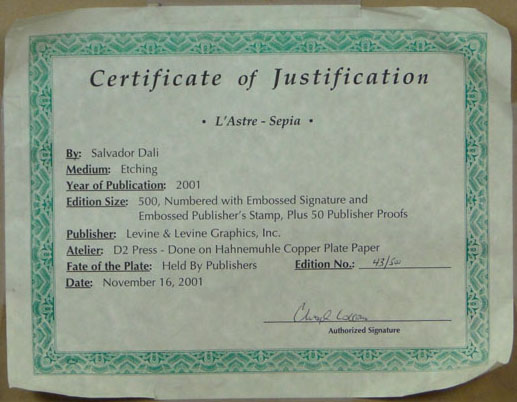 Certificate of Justification
• L'Astre - Sepia •
By: Salvador Dali
Medium: Etching
Year of Publication: 2001
Edition Size: 500, Numbered with Embossed Signature and
Embossed Publisher's Stamp, Plus 50 Publisher Proofs
Publisher: Levine & Levine Graphics, Inc.
Atelier: D2 Press - Done on Hahnemuhle Copper Plate Paper
Fate of the Plate: Held By Publishers Edition No.: 43/50
Date: November 16, 2001
Authorized Signature